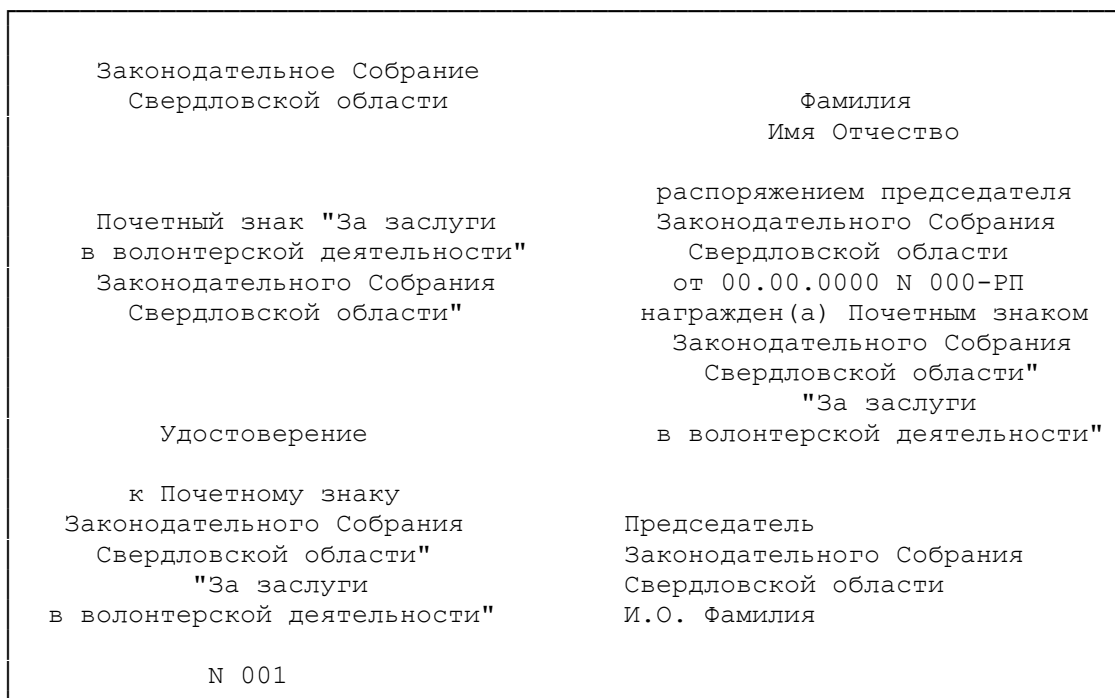 Законодательное Собрание
Свердловской области
Почетный знак "За заслуги
в волонтерской деятельности"
Законодательного Собрания
Свердловской области"
Удостоверение
к Почетному знаку
Законодательного Собрания
Свердловской области"
"За заслуги
в волонтерской деятельности"
N 001
Фамилия
Имя Отчество
распоряжением председателя
Законодательного Собрания
Свердловской области
от 00.00.0000 N 000-РП
награжден(а) Почетным знаком
Законодательного Собрания
Свердловской области"
"За заслуги
в волонтерской деятельности"
Председатель
Законодательного Собрания
Свердловской области
И.О. Фамилия